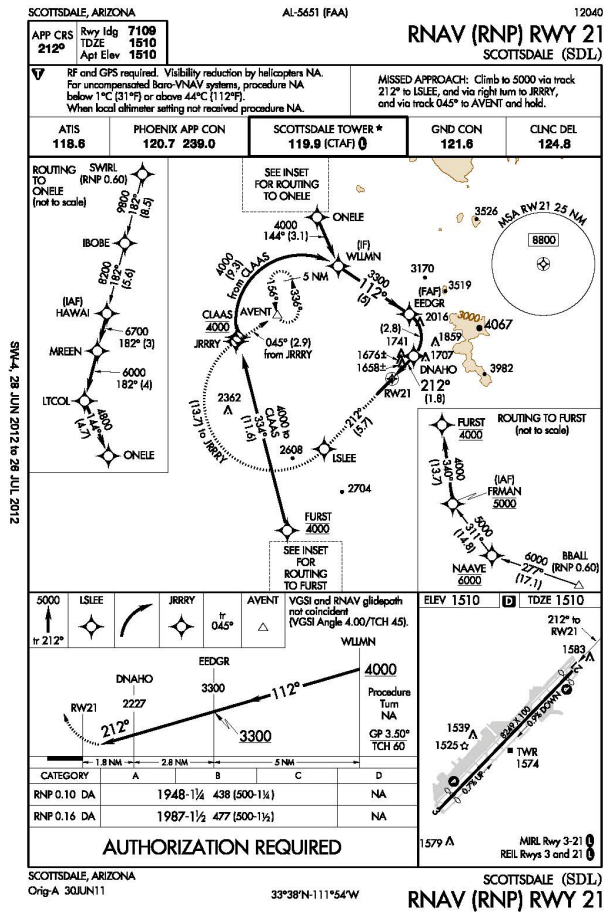 SCOTTSDALE, ARIZONA
AL-5651 (FAA)
12040
APP CRS
212°
Rwy Idg 7109
TDZE 1510
Apt Elev 1510
RNAV (RNP) RWY 21
SCOTTSDALE (SDL)
T
RF and GPS required. Visibility reduction by helicopters NA.
For uncompensated Baro-VNAV systems, procedure NA
below 1°C (31°F) or above 44°C (112°F).
When local altimeter setting not received procedure NA.
MISSED APPROACH: Climb to 5000 via track
212° to LSLEE, and via right turn to JRRRY,
and via track 045° to AVENT and hold.
ATIS
118.6
PHOENIX APP CON
120.7 239.0
SCOTTSDALE TOWER *
119.9 (CTAF) L
GND CON
121.6
CLNC DEL
124.8
ROUTING
TO
ONELE
(not to scale)
SWIRL
(RNP 0.60)
9800
182°
(8.5)
IBOBE
8200
182°
(5.6)
(IAF)
HAWAI
6700
182° (3)
MREEN
6000
182° (4)
LTCOL
4800
144°
(4.7)
ONELE
SEE INSET
FOR ROUTING
TO ONELE
ONELE
4000
144° (3.1)
(IF)
WLLMN
4000
(9.3)
from CLAAS
5 NM
156°
336°
3300
112°
(5)
CLAAS
4000
JRRRY
AVENT
045° (2.9)
from JRRRY
(FAF)
EEDGR
(2.8)
3170
3519
3526
2016
3000
4067
1741
1859
1676±
1658±
1707
DNAHO
3982
212°
(1.8)
RW21
2362
(13.7) to JRRRY
4000 to
CLAAS
334°
(11.6)
212°
(5.7)
2608
LSLEE
2704
FURST
4000
SEE INSET
FOR
ROUTING
TO FURST
MSA RW21 25 NM
8800
FURST
4000
ROUTING TO FURST
(not to scale)
4000
340°
(13.7)
(IAF)
FRMAN
5000
5000
311°
(14.8)
NAAVE
6000
6000
277°
(17.1)
BBALL
(RNP 0.60)
SW-4, 28 JUN 2012 to 26 JUL 2012
5000
tr 212°
LSLEE
JRRRY
tr
045°
AVENT
VGSI and RNAV glidepath
not coincident
(VGSI Angle 4.00/TCH 45).
WLLMN
4000
EEDGR
3300
112°
DNAHO
2227
RW21
212°
3300
Procedure
Turn
NA
GP 3.50°
TCH 60
1.8 NM
2.8 NM
5 NM
CATEGORY
A
B
C
D
RNP 0.10 DA
1948-1¼ 438 (500-1¼)
NA
RNP 0.16 DA
1987-1½ 477 (500-1½)
NA
AUTHORIZATION REQUIRED
ELEV 1510
D
TDZE 1510
212° to
RW21
1583
21
8249 X 100
0.9% DOWN
1539
1525
TWR
1574
0.7% UP
3
1579
MIRL Rwy 3-21 L
REIL Rwys 3 and 21 L
SCOTTSDALE, ARIZONA
Orig-A 30JUN11
33°38'N-111°54'W
SCOTTSDALE (SDL)
RNAV (RNP) RWY 21